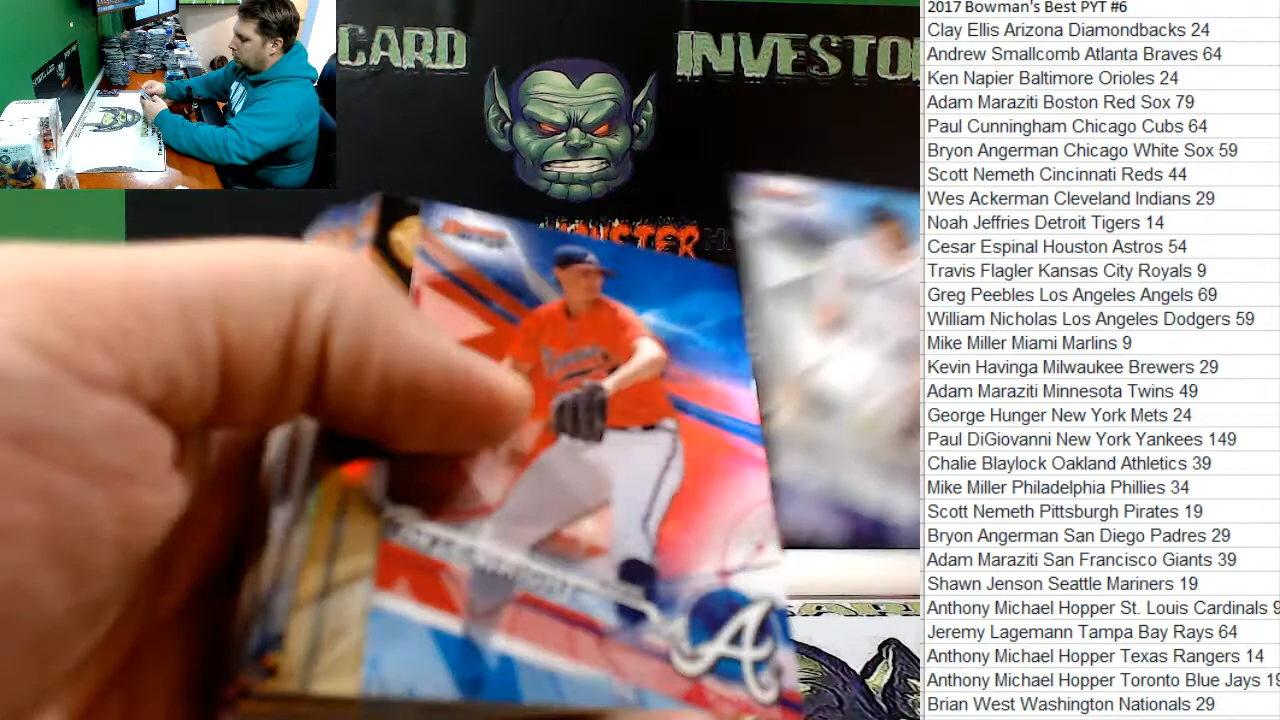 CARD INVESTO
2017 Bowman's Best PYT #6
Clay Ellis Arizona Diamondbacks 24
Andrew Smallcomb Atlanta Braves 64
Ken Napier Baltimore Orioles 24
Adam Maraziti Boston Red Sox 79
Paul Cunningham Chicago Cubs 64
Bryon Angerman Chicago White Sox 59
Scott Nemeth Cincinnati Reds 44
Wes Ackerman Cleveland Indians 29
Noah Jeffries Detroit Tigers 14
Cesar Espinal Houston Astros 54
Travis Flagler Kansas City Royals 9
Greg Peebles Los Angeles Angels 69
William Nicholas Los Angeles Dodgers 59
Mike Miller Miami Marlins 9
Kevin Havinga Milwaukee Brewers 29
Adam Maraziti Minnesota Twins 49
George Hunger New York Mets 24
Paul DiGiovanni New York Yankees 149
Chalie Blaylock Oakland Athletics 39
Mike Miller Philadelphia Phillies 34
Scott Nemeth Pittsburgh Pirates 19
Bryon Angerman San Diego Padres 29
Adam Maraziti San Francisco Giants 39
Shawn Jenson Seattle Mariners 19
Anthony Michael Hopper St. Louis Cardinals
Jeremy Lagemann Tampa Bay Rays 64
Anthony Michael Hopper Texas Rangers 14
Anthony Michael Hopper Toronto Blue Jays 19
Brian West Washington Nationals 29
A